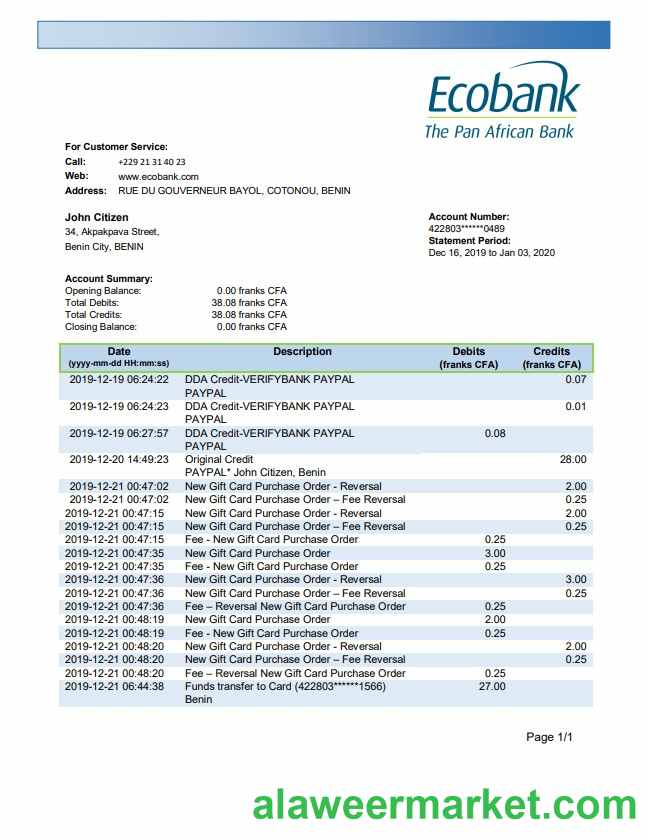 Ecobank
The Pan African Bank
For Customer Service:
Call: +229 21 31 40 23
Web: www.ecobank.com
Address: RUE DU GOUVERNEUR BAYOL, COTONOU, BENIN
John Citizen
34, Akpakpava Street,
Benin City, BENIN
Account Number:
422803******0489
Statement Period:
Dec 16, 2019 to Jan 03, 2020
Account Summary:
Opening Balance: 0.00 franks CFA
Total Debits: 38.08 franks CFA
Total Credits: 38.08 franks CFA
Closing Balance: 0.00 franks CFA
Date Description Debits Credits
(yyyy-mm-dd HH:mm:ss) (franks CFA) (franks CFA)
2019-12-19 06:24:22 DDA Credit-VERIFYBANK PAYPAL 0.07
PAYPAL
2019-12-19 06:24:23 DDA Credit-VERIFYBANK PAYPAL 0.01
PAYPAL
2019-12-19 06:27:57 DDA Credit-VERIFYBANK PAYPAL 0.08
PAYPAL
2019-12-20 14:49:23 Original Credit 28.00
PAYPAL* John Citizen, Benin
2019-12-21 00:47:02 New Gift Card Purchase Order - Reversal 2.00
2019-12-21 00:47:02 New Gift Card Purchase Order – Fee Reversal 0.25
2019-12-21 00:47:15 New Gift Card Purchase Order - Reversal 2.00
2019-12-21 00:47:15 New Gift Card Purchase Order – Fee Reversal 0.25
2019-12-21 00:47:15 Fee - New Gift Card Purchase Order 0.25
2019-12-21 00:47:35 New Gift Card Purchase Order 3.00
2019-12-21 00:47:35 Fee - New Gift Card Purchase Order 0.25
2019-12-21 00:47:36 New Gift Card Purchase Order - Reversal 3.00
2019-12-21 00:47:36 New Gift Card Purchase Order – Fee Reversal 0.25
2019-12-21 00:47:36 Fee – Reversal New Gift Card Purchase Order 0.25
2019-12-21 00:48:19 New Gift Card Purchase Order 2.00
2019-12-21 00:48:19 Fee - New Gift Card Purchase Order 0.25
2019-12-21 00:48:20 New Gift Card Purchase Order - Reversal 2.00
2019-12-21 00:48:20 New Gift Card Purchase Order – Fee Reversal 0.25
2019-12-21 00:48:20 Fee – Reversal New Gift Card Purchase Order 0.25
2019-12-21 06:44:38 Funds transfer to Card (422803******1566) 27.00
Benin
Page 1/1
alaweermarket.com